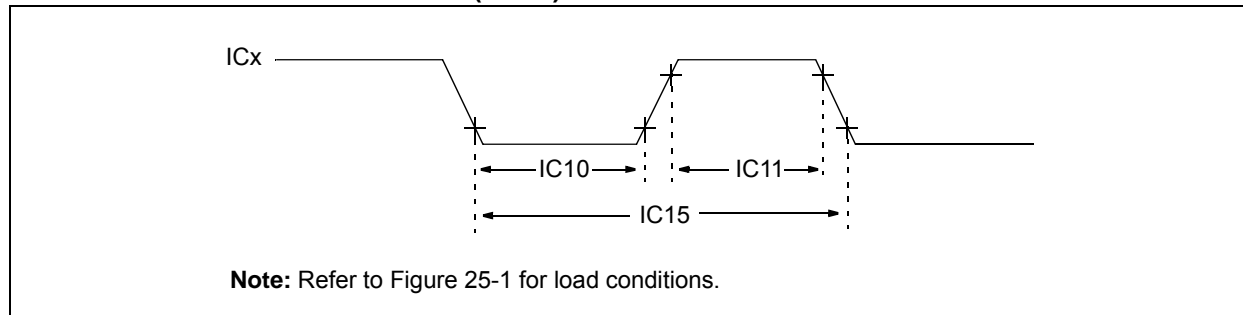 ICx
IC10
IC11
IC15
Note: Refer to Figure 25-1 for load conditions.